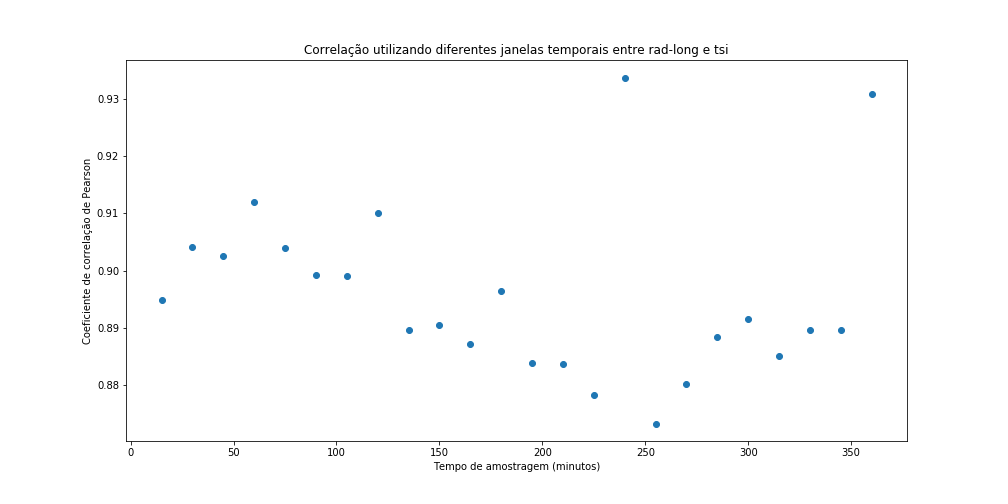 Correlação utilizando diferentes janelas temporais entre rad-long e tsi
Coeficiente de correlação de Pearson
0.93
0.92
0.91
0.90
0.89
0.88
0 50 100 150 200 250 300 350
Tempo de amostragem (minutos)